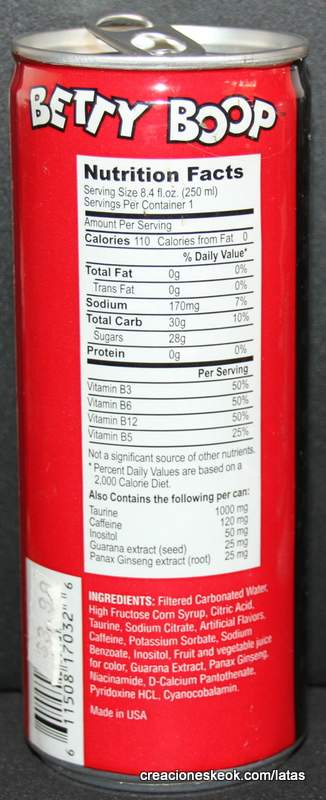 BETTY BOOP™
Nutrition Facts
Serving Size 8.4 fl.oz. (250 ml)
Servings Per Container 1
Amount Per Serving
Calories 110 Calories from Fat 0
% Daily Value*
Total Fat 0g 0%
Trans Fat 0g 0%
Sodium 170mg 7%
Total Carb 30g 10%
Sugars 28g
Protein 0g 0%
Per Serving
Vitamin B3 50%
Vitamin B6 50%
Vitamin B12 50%
Vitamin B5 25%
Not a significant source of other nutrients.
* Percent Daily Values are based on a
2,000 Calorie Diet.
Also Contains the following per can:
Taurine 1000 mg
Caffeine 120 mg
Inositol 50 mg
Guarana extract (seed) 25 mg
Panax Ginseng extract (root) 25 mg
INGREDIENTS: Filtered Carbonated Water,
High Fructose Corn Syrup, Citric Acid,
Taurine, Sodium Citrate, Artificial Flavors,
Caffeine, Potassium Sorbate, Sodium
Benzoate, Inositol, Fruit and vegetable juice
for color, Guarana Extract, Panax Ginseng,
Niacinamide, D-Calcium Pantothenate,
Pyridoxine HCL, Cyanocobalamin.
Made in USA
6 11508 17032 6
creacioneskeok.com/latas